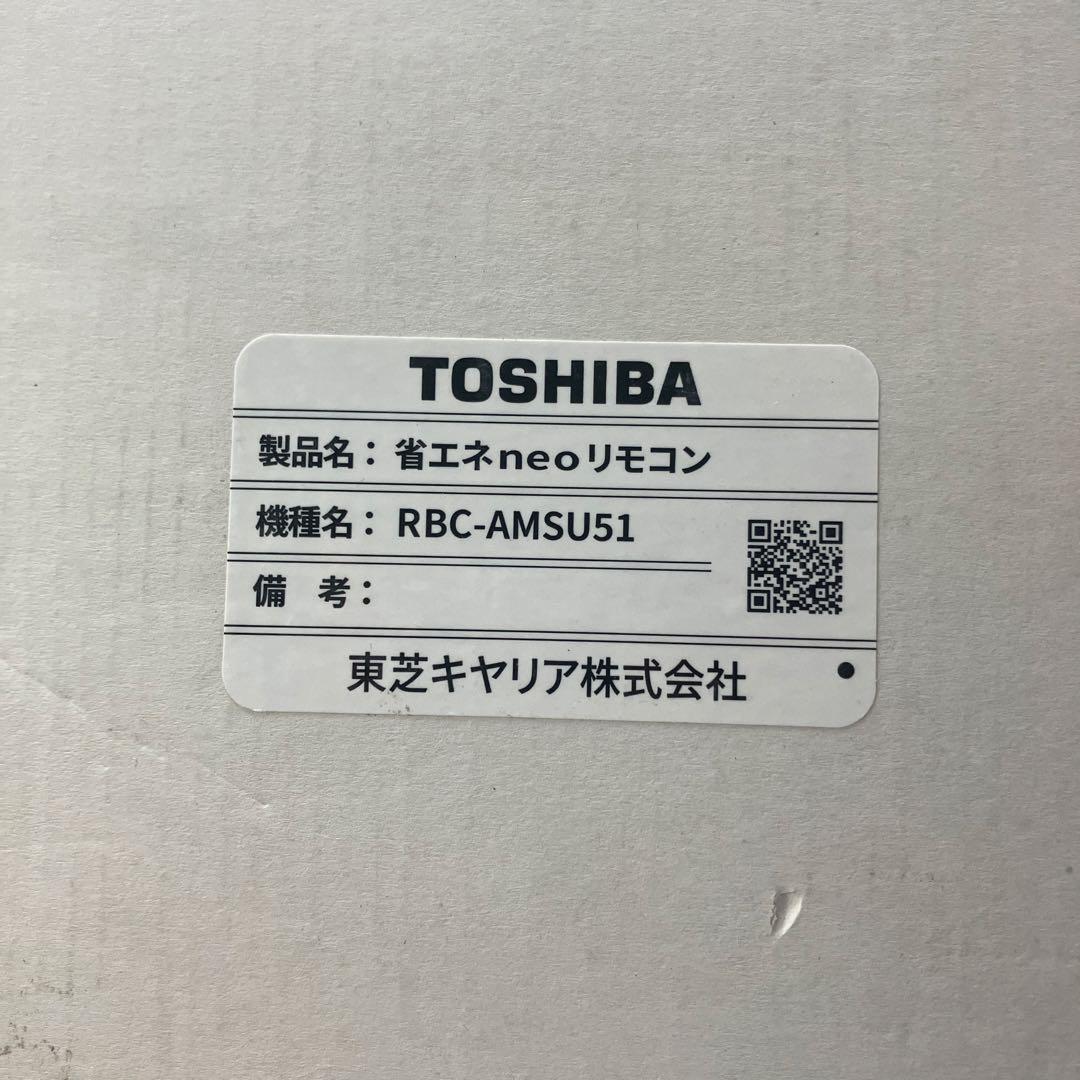 TOSHIBA
製品名：省エネneoリモコン
機種名：RBC-AMSU51
備　考：
東芝キヤリア株式会社